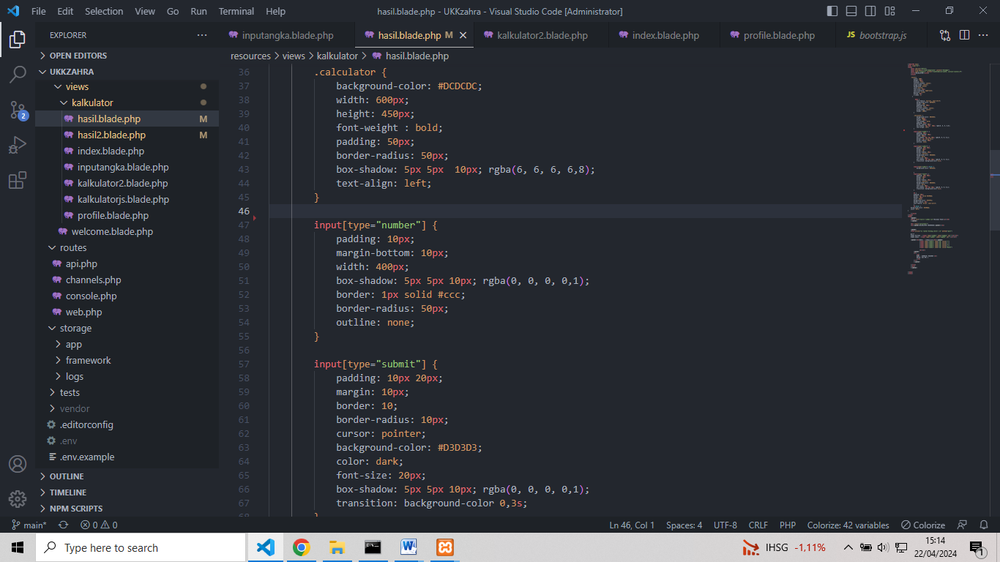 File Edit Selection View Go Run Terminal Help hasil.blade.php - UKKzahra - Visual Studio Code [Administrator]
EXPLORER
inputangka.blade.php hasil.blade.php M kalkulator2.blade.php index.blade.php profile.blade.php JS bootstrap.js
resources > views > kalkulator > hasil.blade.php
OPEN EDITORS
UKKZAHRA
views
kalkulator
hasil.blade.php M
hasil2.blade.php M
index.blade.php
inputangka.blade.php
kalkulator2.blade.php
kalkulatorjs.blade.php
profile.blade.php
welcome.blade.php
routes
api.php
channels.php
console.php
web.php
storage
app
framework
logs
tests
vendor
.editorconfig
.env
.env.example
OUTLINE
TIMELINE
NPM SCRIPTS
2
36 .calculator {
37 background-color: #DCDCDC;
38 width: 600px;
39 height: 450px;
40 font-weight : bold;
41 padding: 50px;
42 border-radius: 50px;
43 box-shadow: 5px 5px  10px; rgba(6, 6, 6, 6,8);
44 text-align: left;
45 }
46
47 input[type="number"] {
48 padding: 10px;
49 margin-bottom: 10px;
50 width: 400px;
51 box-shadow: 5px 5px 10px; rgba(0, 0, 0, 0,1);
52 border: 1px solid #ccc;
53 border-radius: 50px;
54 outline: none;
55 }
56
57 input[type="submit"] {
58 padding: 10px 20px;
59 margin: 10px;
60 border: 10;
61 border-radius: 10px;
62 cursor: pointer;
63 background-color: #D3D3D3;
64 color: dark;
65 font-size: 20px;
66 box-shadow: 5px 5px 10px; rgba(0, 0, 0, 0,1);
67 transition: background-color 0,3s;
68 }
main* 0 0 Ln 46, Col 1 Spaces: 4 UTF-8 CRLF PHP Colorize: 42 variables Colorize
Type here to search IHSG -1,11% 15:14
22/04/2024 1